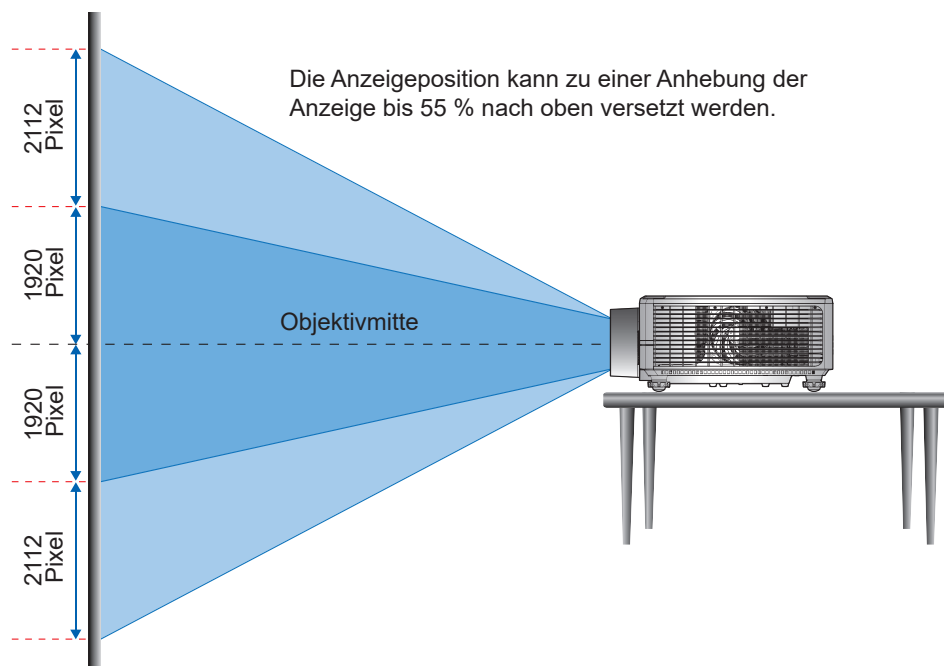 Die Anzeigeposition kann zu einer Anhebung der
Anzeige bis 55 % nach oben versetzt werden.
2112
Pixel
1920
Pixel
Objektivmitte
1920
Pixel
2112
Pixel